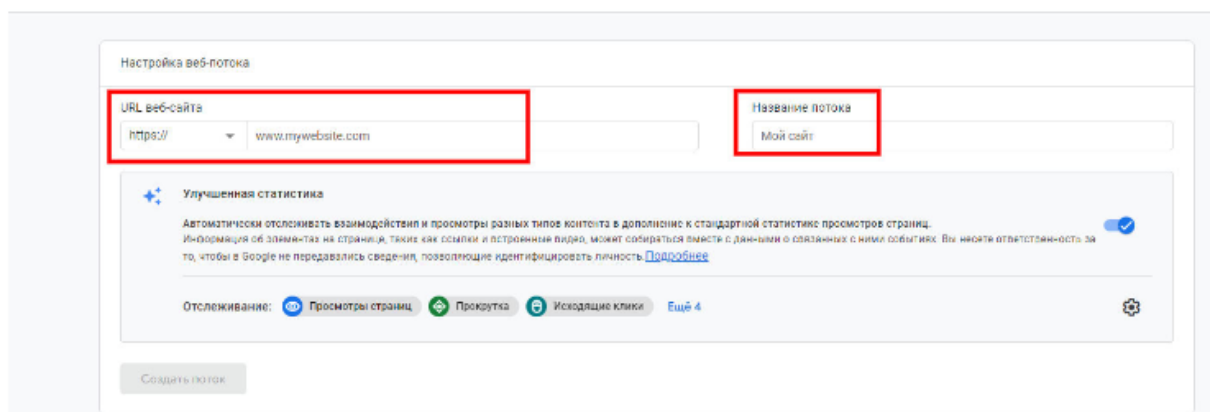 Настройка веб-потока
URL веб-сайта
Название потока
https://
www.mywebsite.com
Мой сайт
Улучшенная статистика
Автоматически отслеживать взаимодействия и просмотры разных типов контента в дополнение к стандартной статистике просмотров страниц.
Информация об элементах на странице, таких как ссылки и встроенные видео, может собираться вместе с данными о связанных с ними событиях. Вы несете ответственность за
то, чтобы в Google не передавались сведения, позволяющие идентифицировать личность. Подробнее
Отслеживание: Просмотры страниц Прокрутка Исходящие клики Ещё 4
Создать поток